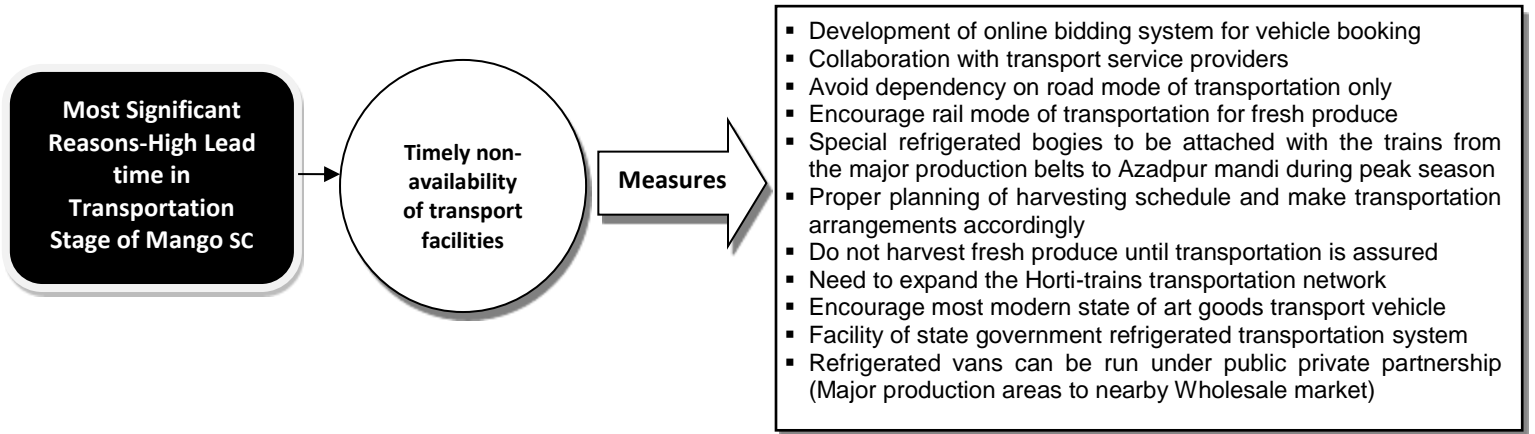 Most Significant
Reasons-High Lead
time in
Transportation
Stage of Mango SC
Timely non-
availability
of transport
facilities
Measures
▪ Development of online bidding system for vehicle booking
▪ Collaboration with transport service providers
▪ Avoid dependency on road mode of transportation only
▪ Encourage rail mode of transportation for fresh produce
▪ Special refrigerated bogies to be attached with the trains from
the major production belts to Azadpur mandi during peak season
▪ Proper planning of harvesting schedule and make transportation
arrangements accordingly
▪ Do not harvest fresh produce until transportation is assured
▪ Need to expand the Horti-trains transportation network
▪ Encourage most modern state of art goods transport vehicle
▪ Facility of state government refrigerated transportation system
▪ Refrigerated vans can be run under public private partnership
(Major production areas to nearby Wholesale market)